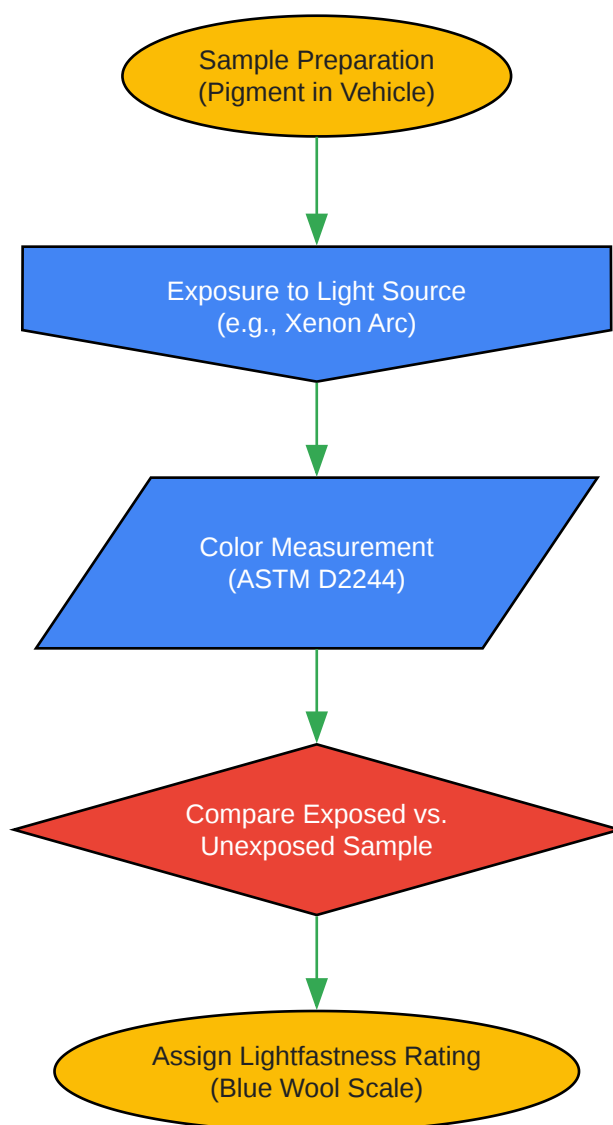 Sample Preparation
(Pigment in Vehicle)
Exposure to Light Source
(e.g., Xenon Arc)
Color Measurement
(ASTM D2244)
Compare Exposed vs.
Unexposed Sample
Assign Lightfastness Rating
(Blue Wool Scale)